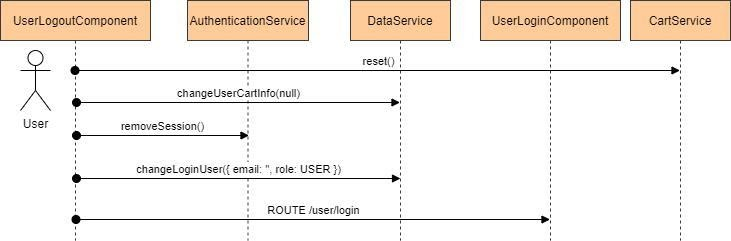 UserLogoutComponent
AuthenticationService
DataService
UserLoginComponent
CartService
reset()
changeUserCartInfo(null)
User
removeSession()
changeLoginUser({ email: '', role: USER })
ROUTE /user/login